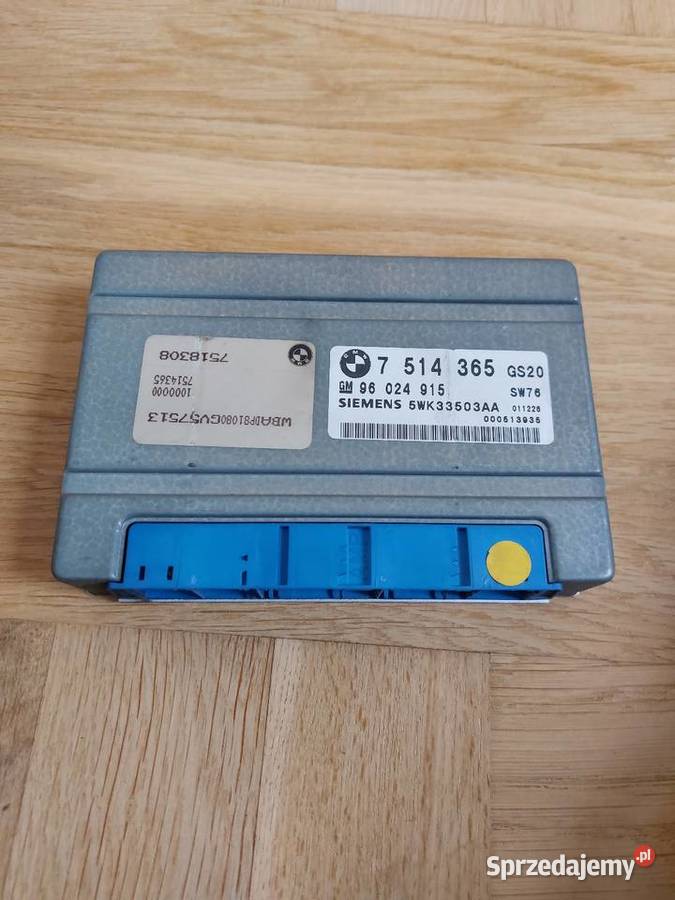 7518308
7514365
1000000
WBADP81080GV57513
BMW
7 514 365 GS20
GM 96 024 915 SW76
SIEMENS 5WK33503AA 011226
000513935
Sprzedajemy.pl